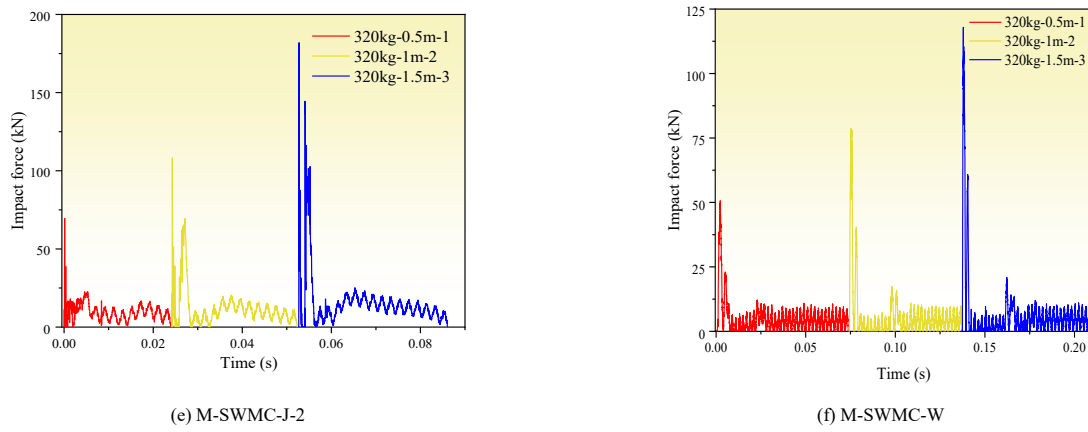 200
150
100
50
0
Impact force (kN)
320kg-0.5m-1
320kg-1m-2
320kg-1.5m-3
0.00
0.02
0.04
0.06
0.08
Time (s)
(e) M-SWMC-J-2
125
100
75
50
25
0
Impact force (kN)
320kg-0.5m-1
320kg-1m-2
320kg-1.5m-3
0.00
0.05
0.10
0.15
0.20
Time (s)
(f) M-SWMC-W